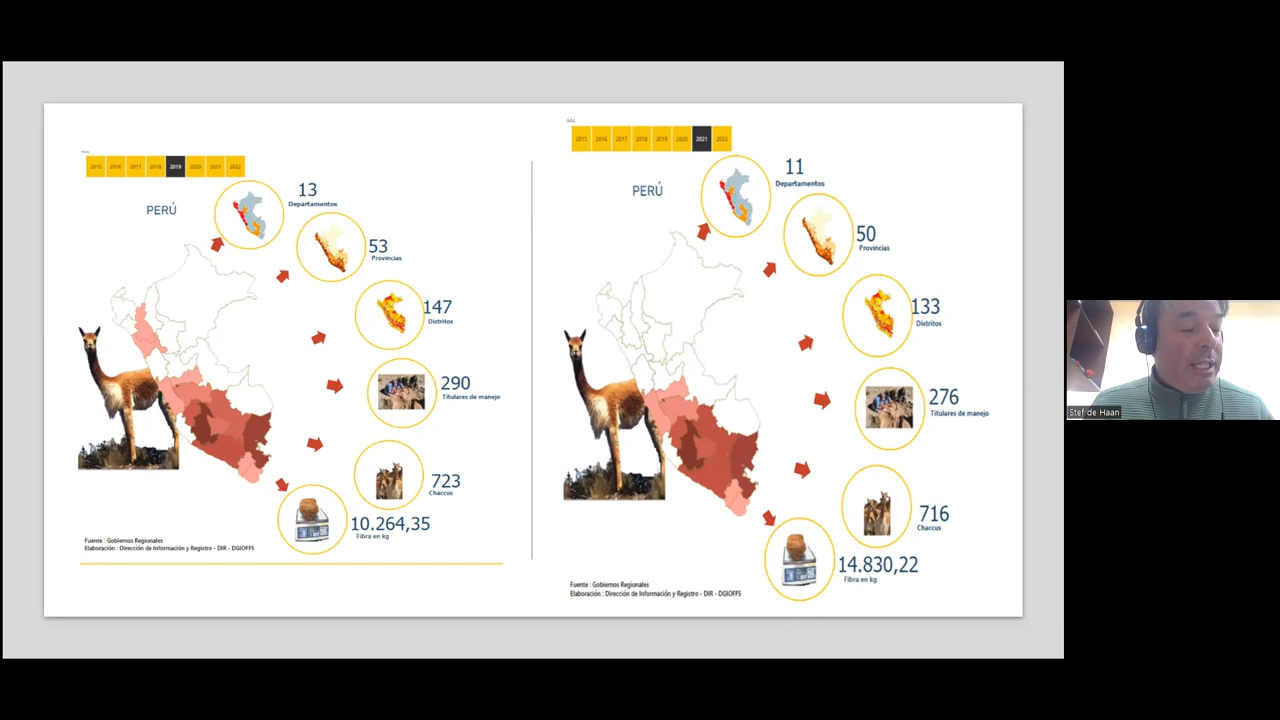 2015 2016 2017 2018 2019 2020 2021 2022
PERÚ
13
Departamentos
53
Provincias
147
Distritos
290
Titulares de manejo
723
Chaccus
10.264,35
Fibra en kg
Fuente : Gobiernos Regionales
Elaboración : Dirección de Información y Registro - DIR - DGIOFFS
Año
2015 2016 2017 2018 2019 2020 2021 2022
PERÚ
11
Departamentos
50
Provincias
133
Distritos
276
Titulares de manejo
716
Chaccus
14.830,22
Fibra en kg
Fuente : Gobiernos Regionales
Elaboración : Dirección de Información y Registro - DIR - DGIOFFS
Stef de Haan